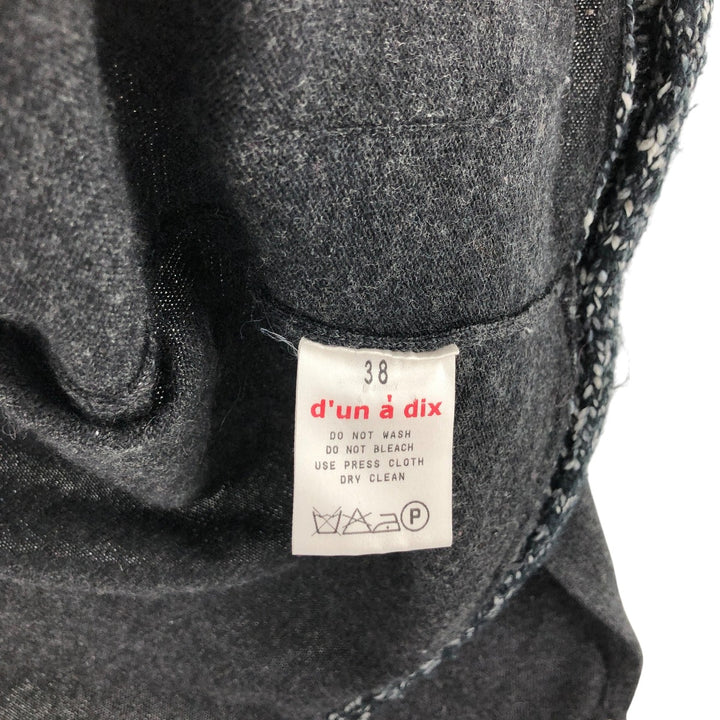 38
d'un à dix
DO NOT WASH
DO NOT BLEACH
USE PRESS CLOTH
DRY CLEAN
P